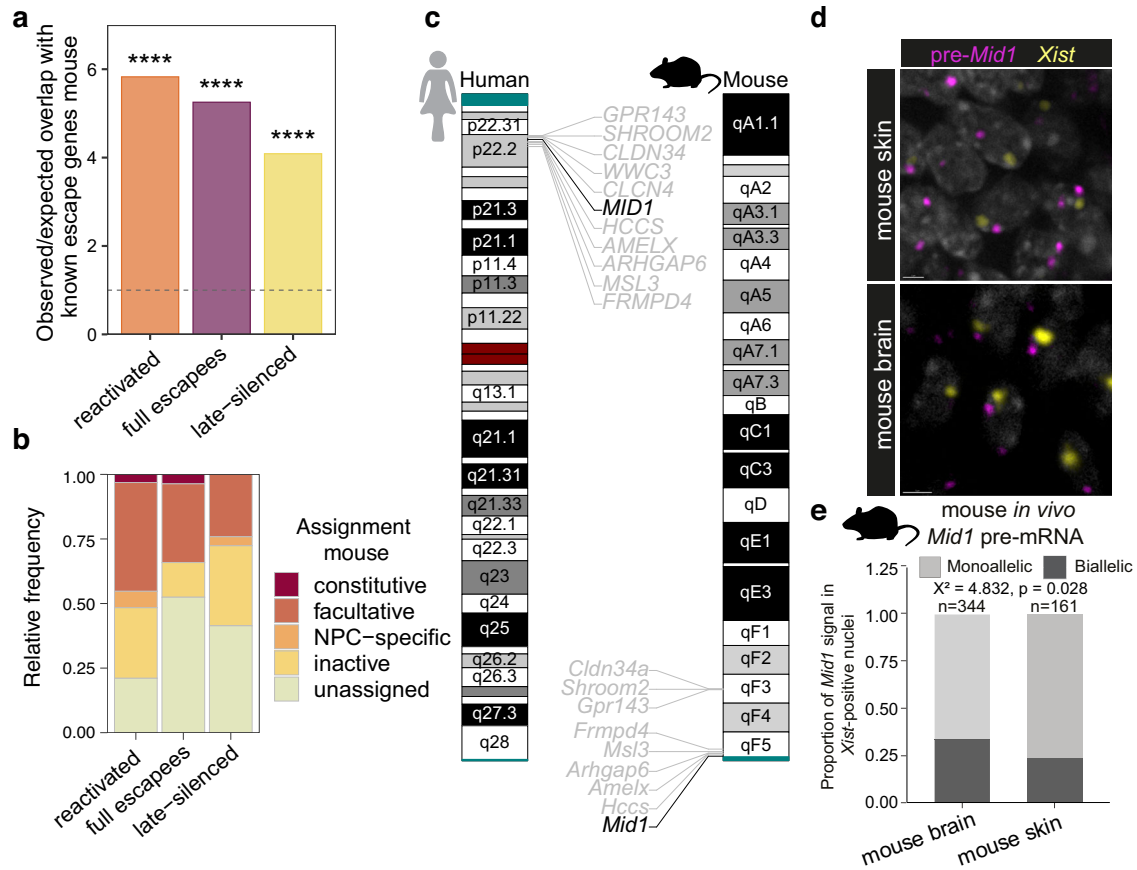 a
Observed/expected overlap with
known escape genes mouse
6
4
2
0
****
****
****
reactivated
full escapees
late−silenced
b
Relative frequency
1.00
0.75
0.50
0.25
0.00
reactivated
full escapees
late−silenced
Assignment
mouse
constitutive
facultative
NPC−specific
inactive
unassigned
c
Human
p22.31
p22.2
p21.3
p21.1
p11.4
p11.3
p11.22
q13.1
q21.1
q21.31
q21.33
q22.1
q22.3
q23
q24
q25
q26.2
q26.3
q27.3
q28
GPR143
SHROOM2
CLDN34
WWC3
CLCN4
MID1
HCCS
AMELX
ARHGAP6
MSL3
FRMPD4
Cldn34a
Shroom2
Gpr143
Frmpd4
Msl3
Arhgap6
Amelx
Hccs
Mid1
Mouse
qA1.1
qA2
qA3.1
qA3.3
qA4
qA5
qA6
qA7.1
qA7.3
qB
qC1
qC3
qD
qE1
qE3
qF1
qF2
qF3
qF4
qF5
d
pre-Mid1 Xist
mouse skin
mouse brain
e
mouse in vivo
Mid1 pre-mRNA
Monoallelic Biallelic
X² = 4.832, p = 0.028
n=344 n=161
Proportion of Mid1 signal in
Xist-positive nuclei
1.25
1.00
0.75
0.50
0.25
0.00
mouse brain
mouse skin